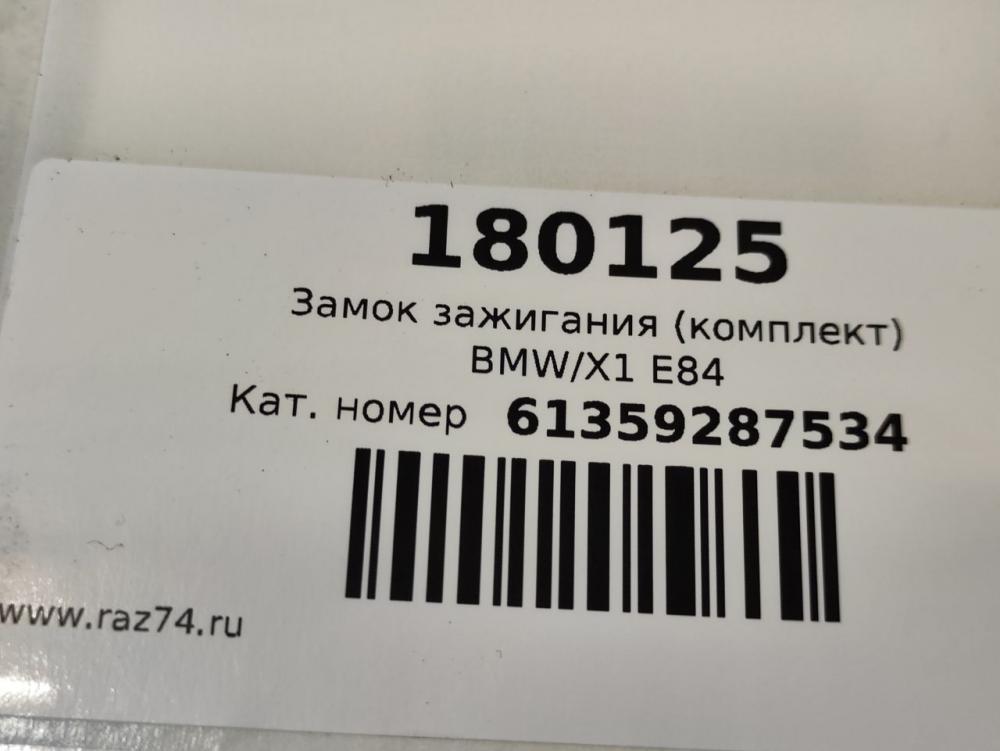 180125
Замок зажигания (комплект)
BMW/X1 E84
Кат. номер 61359287534
www.raz74.ru